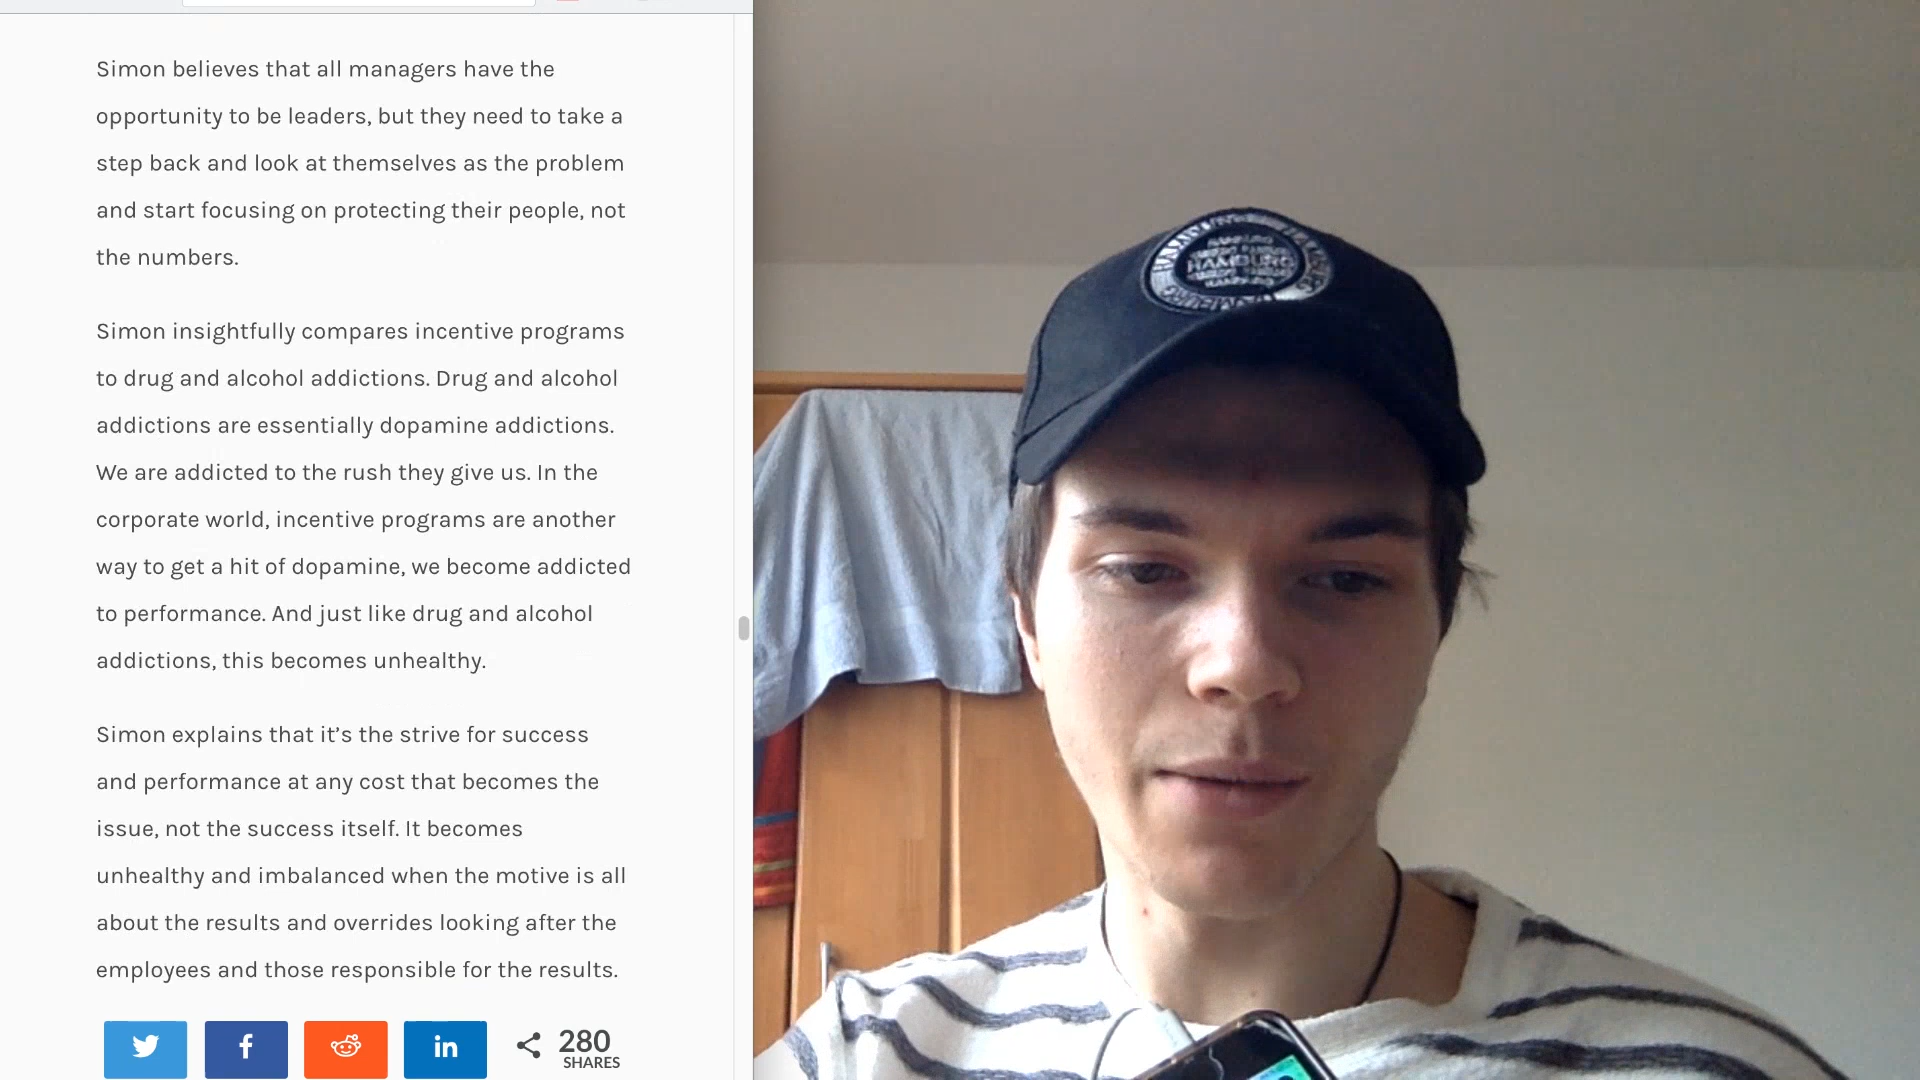 Simon believes that all managers have the
opportunity to be leaders, but they need to take a
step back and look at themselves as the problem
and start focusing on protecting their people, not
the numbers.
Simon insightfully compares incentive programs
to drug and alcohol addictions. Drug and alcohol
addictions are essentially dopamine addictions.
We are addicted to the rush they give us. In the
corporate world, incentive programs are another
way to get a hit of dopamine, we become addicted
to performance. And just like drug and alcohol
addictions, this becomes unhealthy.
Simon explains that it’s the strive for success
and performance at any cost that becomes the
issue, not the success itself. It becomes
unhealthy and imbalanced when the motive is all
about the results and overrides looking after the
employees and those responsible for the results.
280
SHARES
HAMBURG